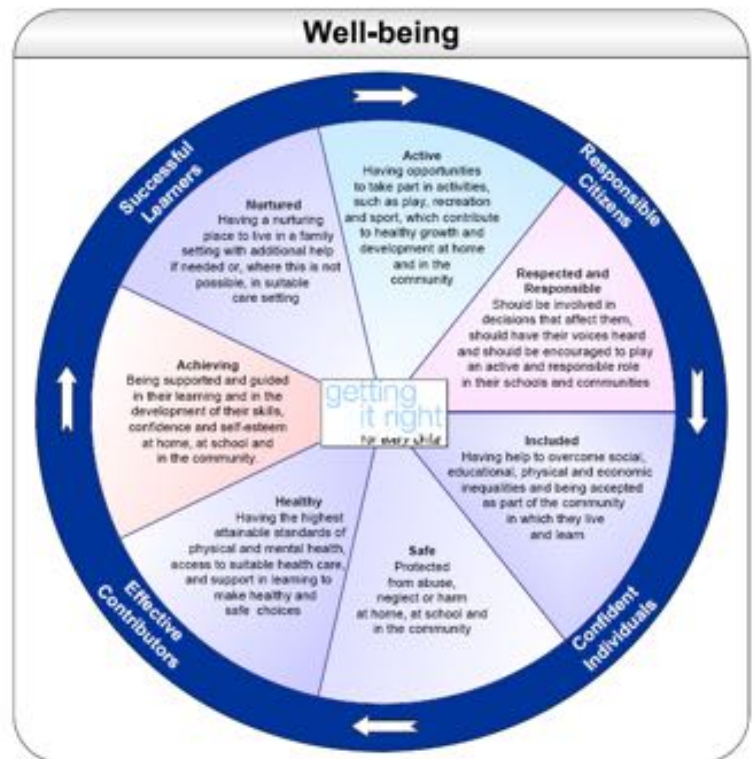 Well-being
Successful
Learners
Responsible
Citizens
Active
Having opportunities
to take part in activities,
such as play, recreation
and sport, which contribute
to healthy growth and
development at home
and in the
community
Nurtured
Having a nurturing
place to live in a family
setting with additional help
if needed or, where this is not
possible, in suitable
care setting
Respected and
Responsible
Should be involved in
decisions that affect them,
should have their voices heard
and should be encouraged to play
an active and responsible role
in their schools and communities
Achieving
Being supported and guided
in their learning and in the
development of their skills,
confidence and self-esteem
at home, at school and
in the community.
getting
it right
for every child
Included
Having help to overcome social,
educational, physical and economic
inequalities and being accepted
as part of the community
in which they live
and learn
Healthy
Having the highest
attainable standards of
physical and mental health,
access to suitable health care,
and support in learning to
make healthy and
safe choices
Safe
Protected
from abuse,
neglect or harm
at home, at school and
in the community
Effective
Contributors
Confident
Individuals